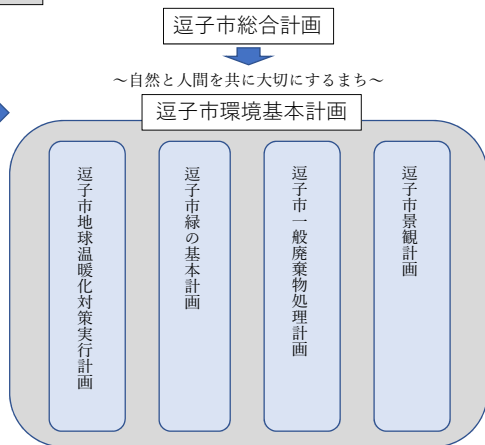 逗子市総合計画
～自然と人間を共に大切にするまち～
逗子市環境基本計画
逗子市地球温暖化対策実行計画
逗子市緑の基本計画
逗子市一般廃棄物処理計画
逗子市景観計画